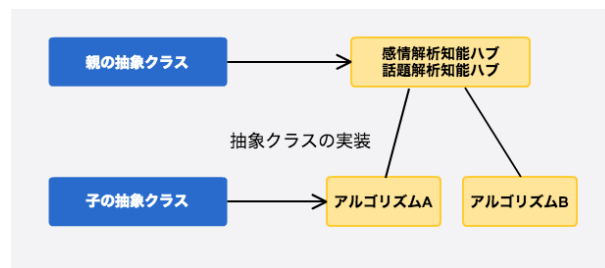 親の抽象クラス
感情解析知能ハブ
話題解析知能ハブ
抽象クラスの実装
子の抽象クラス
アルゴリズムA
アルゴリズムB